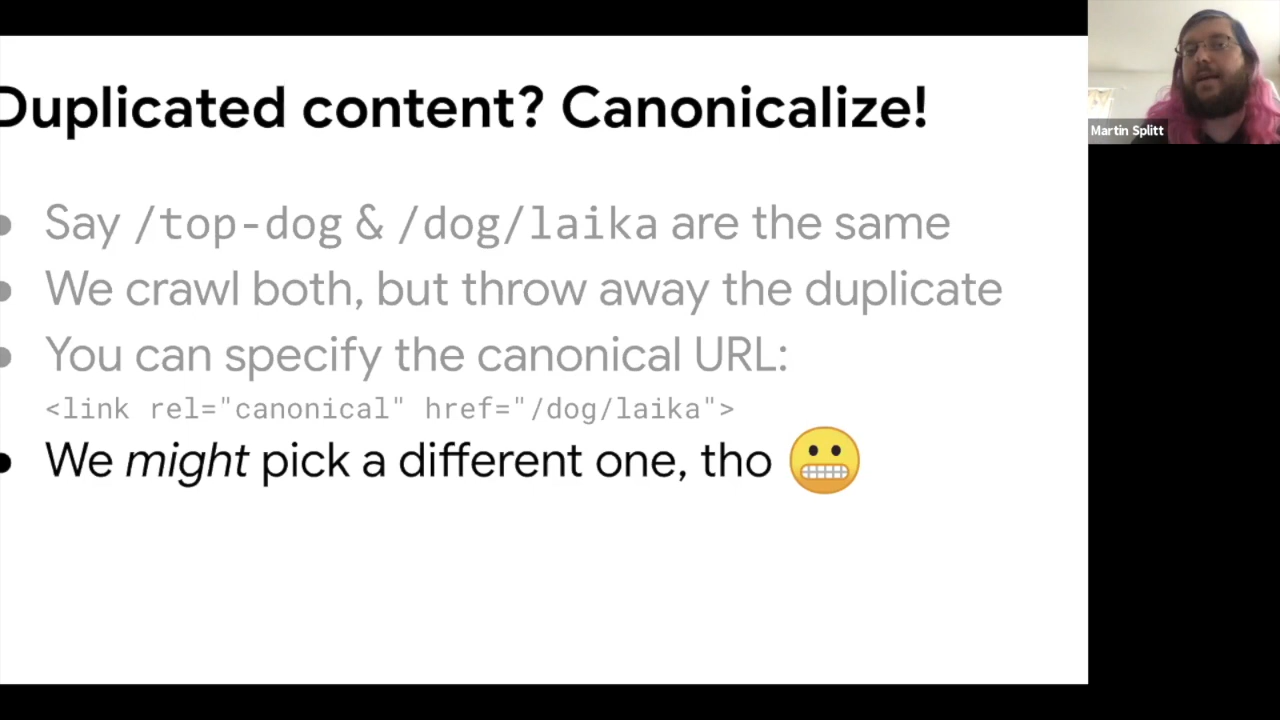 Duplicated content? Canonicalize!
Martin Splitt
• Say /top-dog & /dog/laika are the same
• We crawl both, but throw away the duplicate
• You can specify the canonical URL:
<link rel="canonical" href="/dog/laika">
• We might pick a different one, tho 😬